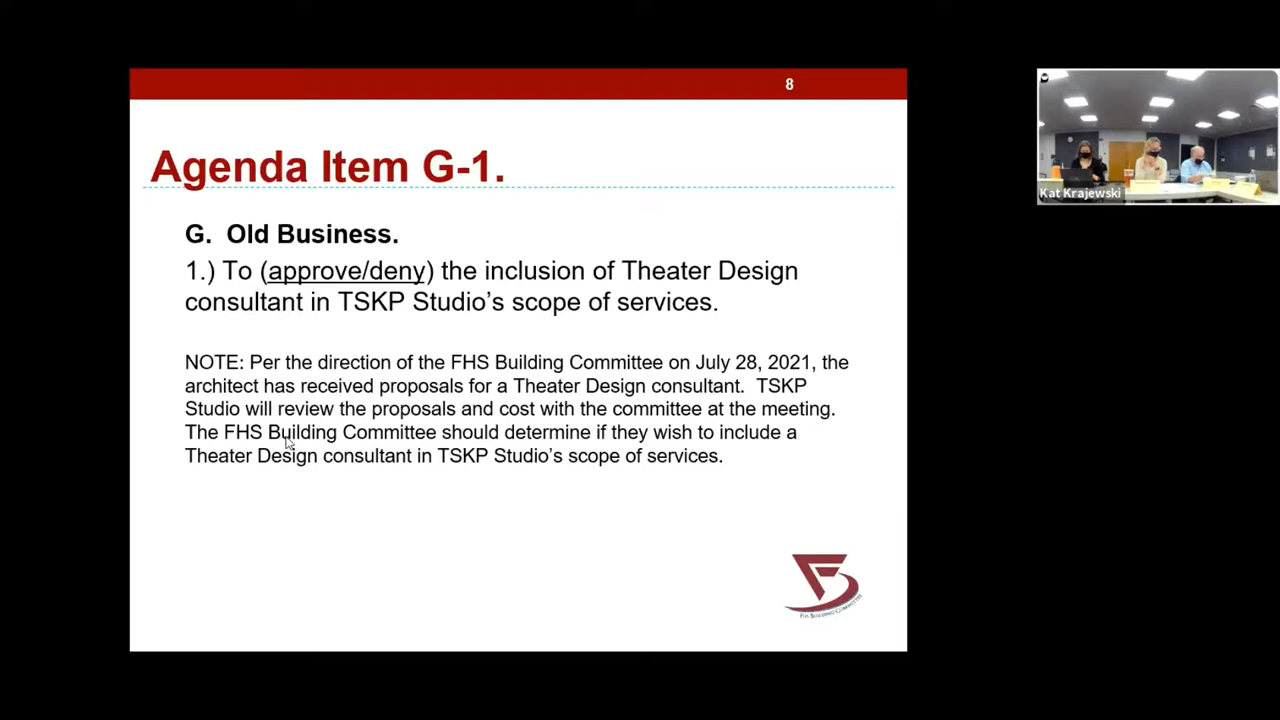 8
Agenda Item G-1.
G. Old Business.
1.) To (approve/deny) the inclusion of Theater Design
consultant in TSKP Studio's scope of services.
NOTE: Per the direction of the FHS Building Committee on July 28, 2021, the
architect has received proposals for a Theater Design consultant. TSKP
Studio will review the proposals and cost with the committee at the meeting.
The FHS Building Committee should determine if they wish to include a
Theater Design consultant in TSKP Studio's scope of services.
FHS BUILDING COMMITTEE
Kat Krajewski